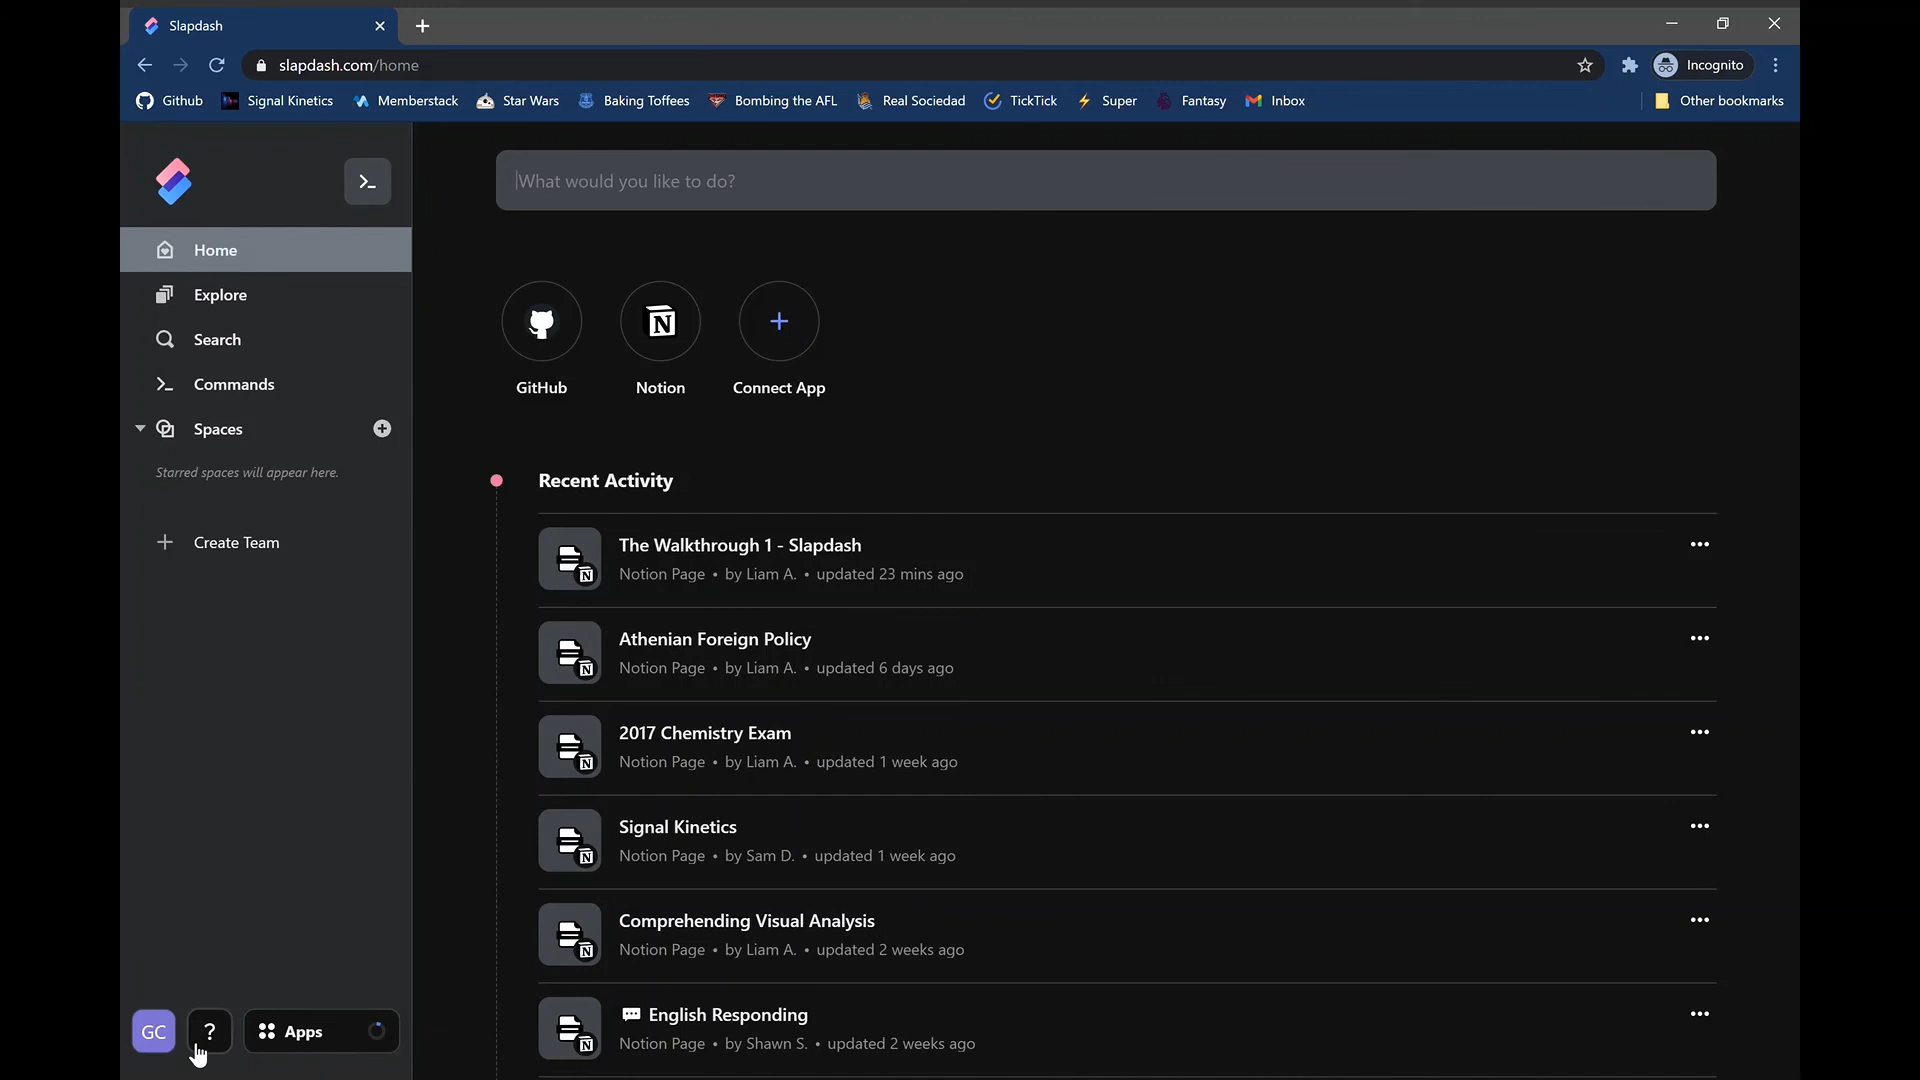 Slapdash
slapdash.com/home
Incognito
Github
Signal Kinetics
Memberstack
Star Wars
Baking Toffees
Bombing the AFL
Real Sociedad
TickTick
Super
Fantasy
Inbox
Other bookmarks
Home
Explore
Search
Commands
Spaces
Starred spaces will appear here.
Create Team
GC
?
Apps
What would you like to do?
GitHub
Notion
Connect App
Recent Activity
The Walkthrough 1 - Slapdash
Notion Page • by Liam A. • updated 23 mins ago
Athenian Foreign Policy
Notion Page • by Liam A. • updated 6 days ago
2017 Chemistry Exam
Notion Page • by Liam A. • updated 1 week ago
Signal Kinetics
Notion Page • by Sam D. • updated 1 week ago
Comprehending Visual Analysis
Notion Page • by Liam A. • updated 2 weeks ago
English Responding
Notion Page • by Shawn S. • updated 2 weeks ago